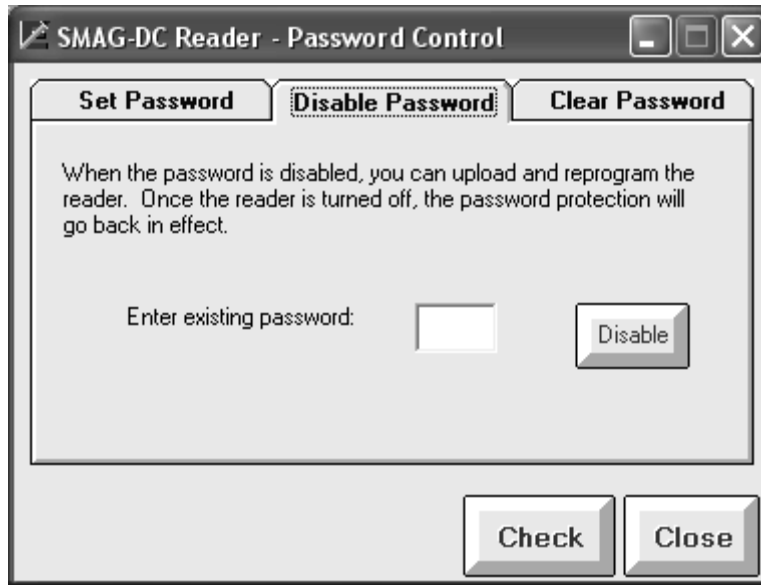 SMAG-DC Reader - Password Control
Set Password Disable Password Clear Password
When the password is disabled, you can upload and reprogram the
reader. Once the reader is turned off, the password protection will
go back in effect.
Enter existing password: Disable
Check Close